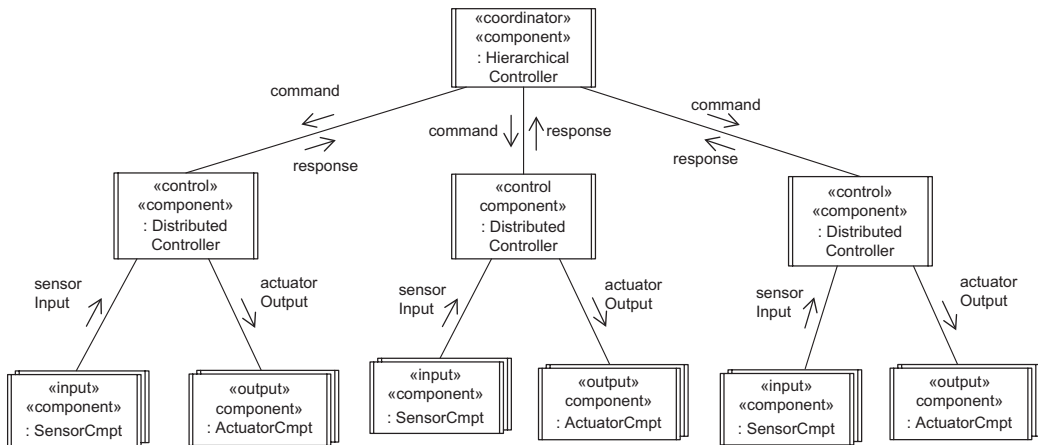 «coordinator»
«component»
: Hierarchical
Controller
command
response
command
response
command
response
«control»
«component»
: Distributed
Controller
«control
component»
: Distributed
Controller
«control»
«component»
: Distributed
Controller
sensor
Input
actuator
Output
sensor
Input
actuator
Output
sensor
Input
actuator
Output
«input»
«component»
: SensorCmpt
«output»
component»
: ActuatorCmpt
«input»
«component»
: SensorCmpt
«output»
component»
: ActuatorCmpt
«input»
«component»
: SensorCmpt
«output»
component»
: ActuatorCmpt